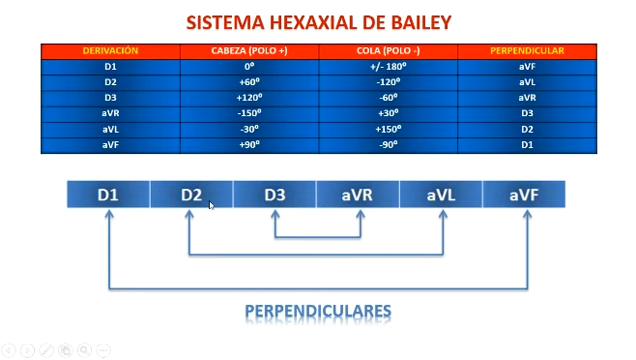 SISTEMA HEXAXIAL DE BAILEY
DERIVACIÓN CABEZA (POLO +) COLA (POLO -) PERPENDICULAR
D1 0º +/- 180º aVF
D2 +60º -120º aVL
D3 +120º -60º aVR
aVR -150º +30º D3
aVL -30º +150º D2
aVF +90º -90º D1
D1 D2 D3 aVR aVL aVF
PERPENDICULARES